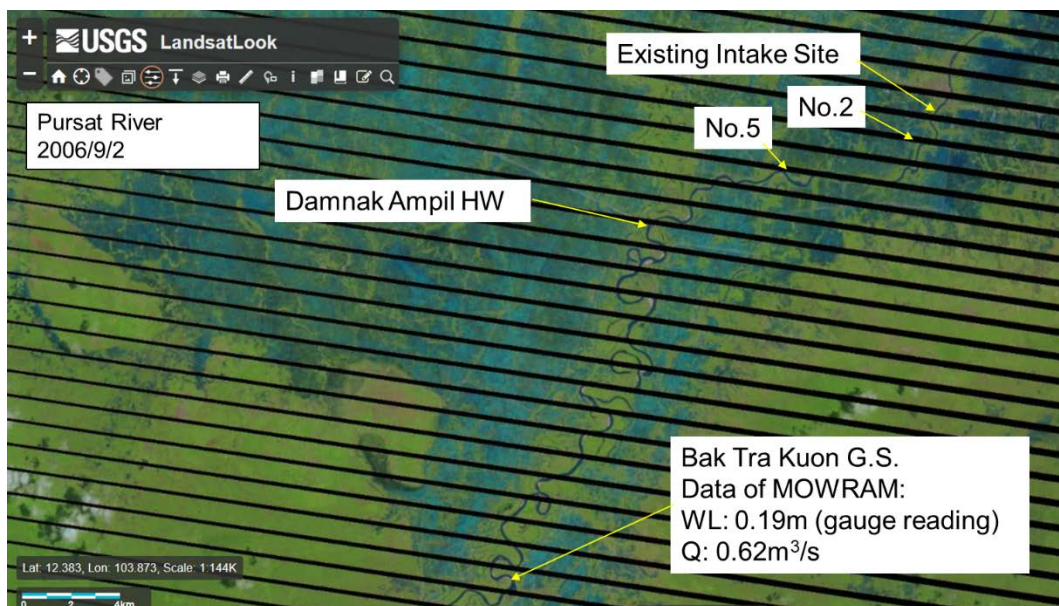 USGS LandsatLook
Pursat River
2006/9/2
Existing Intake Site
No.2
No.5
Damnak Ampil HW
Bak Tra Kuon G.S.
Data of MOWRAM:
WL: 0.19m (gauge reading)
Q: 0.62m³/s
Lat: 12.383, Lon: 103.873, Scale: 1:144K
0 2 4km